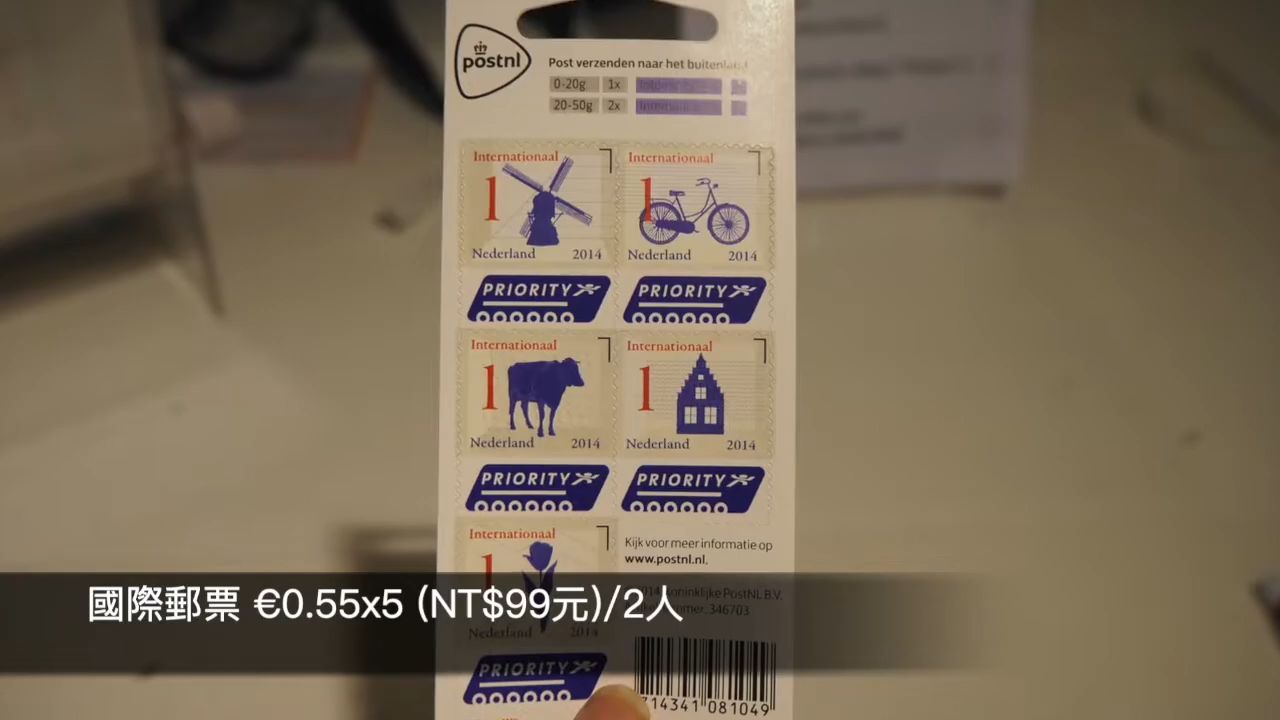 postnl
Post verzenden naar het buitenland
0-20g 1x
20-50g 2x
Internationaal
1
Nederland 2014
PRIORITY
Internationaal
1
Nederland 2014
PRIORITY
Internationaal
1
Nederland 2014
PRIORITY
Internationaal
1
Nederland 2014
PRIORITY
Internationaal
1
Nederland 2014
PRIORITY
Kijk voor meer informatie op
www.postnl.nl.
2014 Koninklijke PostNL B.V.
346703
國際郵票 €0.55x5 (NT$99元)/2人
714341 081049